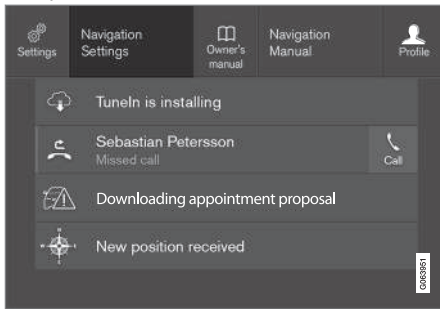 Settings
Navigation
Settings
Owner's
manual
Navigation
Manual
Profile
TuneIn is installing
Sebastian Petersson
Missed call
Call
Downloading appointment proposal
New position received
G063951